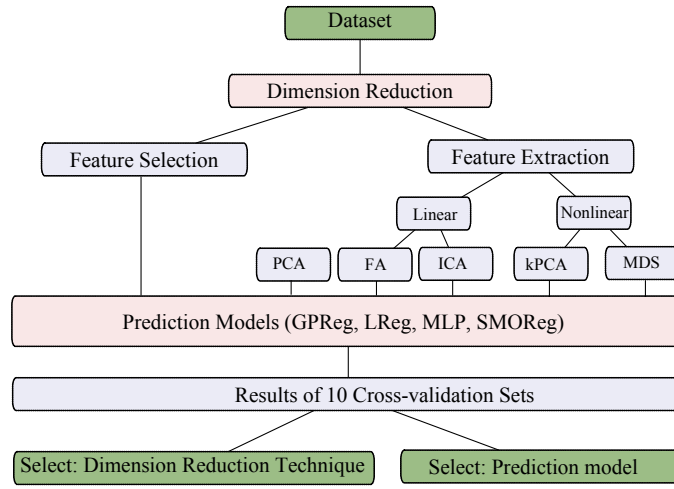 Dataset
Dimension Reduction
Feature Selection
Feature Extraction
Linear
Nonlinear
PCA
FA
ICA
kPCA
MDS
Prediction Models (GPReg, LReg, MLP, SMOReg)
Results of 10 Cross-validation Sets
Select: Dimension Reduction Technique
Select: Prediction model